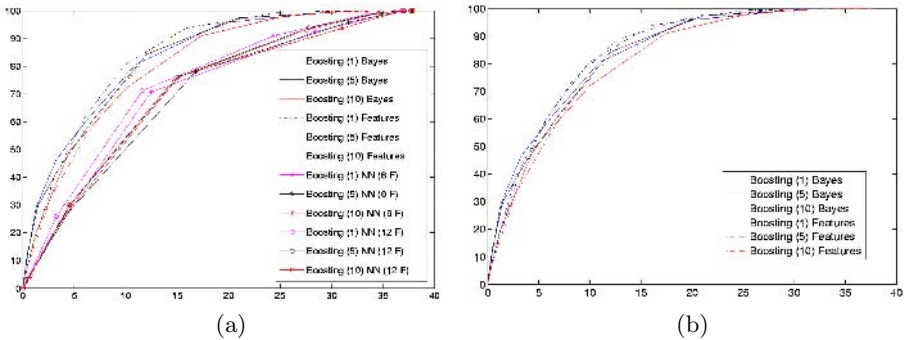 100
90
80
70
60
50
40
30
20
10
0
0 5 10 15 20 25 30 35 40
Boosting (1) Bayes
Boosting (5) Bayes
Boosting (10) Bayes
Boosting (1) Features
Boosting (5) Features
Boosting (10) Features
Boosting (1) NN (6 F)
Boosting (5) NN (6 F)
Boosting (10) NN (6 F)
Boosting (1) NN (12 F)
Boosting (5) NN (12 F)
Boosting (10) NN (12 F)
(a)
100
90
80
70
60
50
40
30
20
10
0
0 5 10 15 20 25 30 35 40
Boosting (1) Bayes
Boosting (5) Bayes
Boosting (10) Bayes
Boosting (1) Features
Boosting (5) Features
Boosting (10) Features
(b)